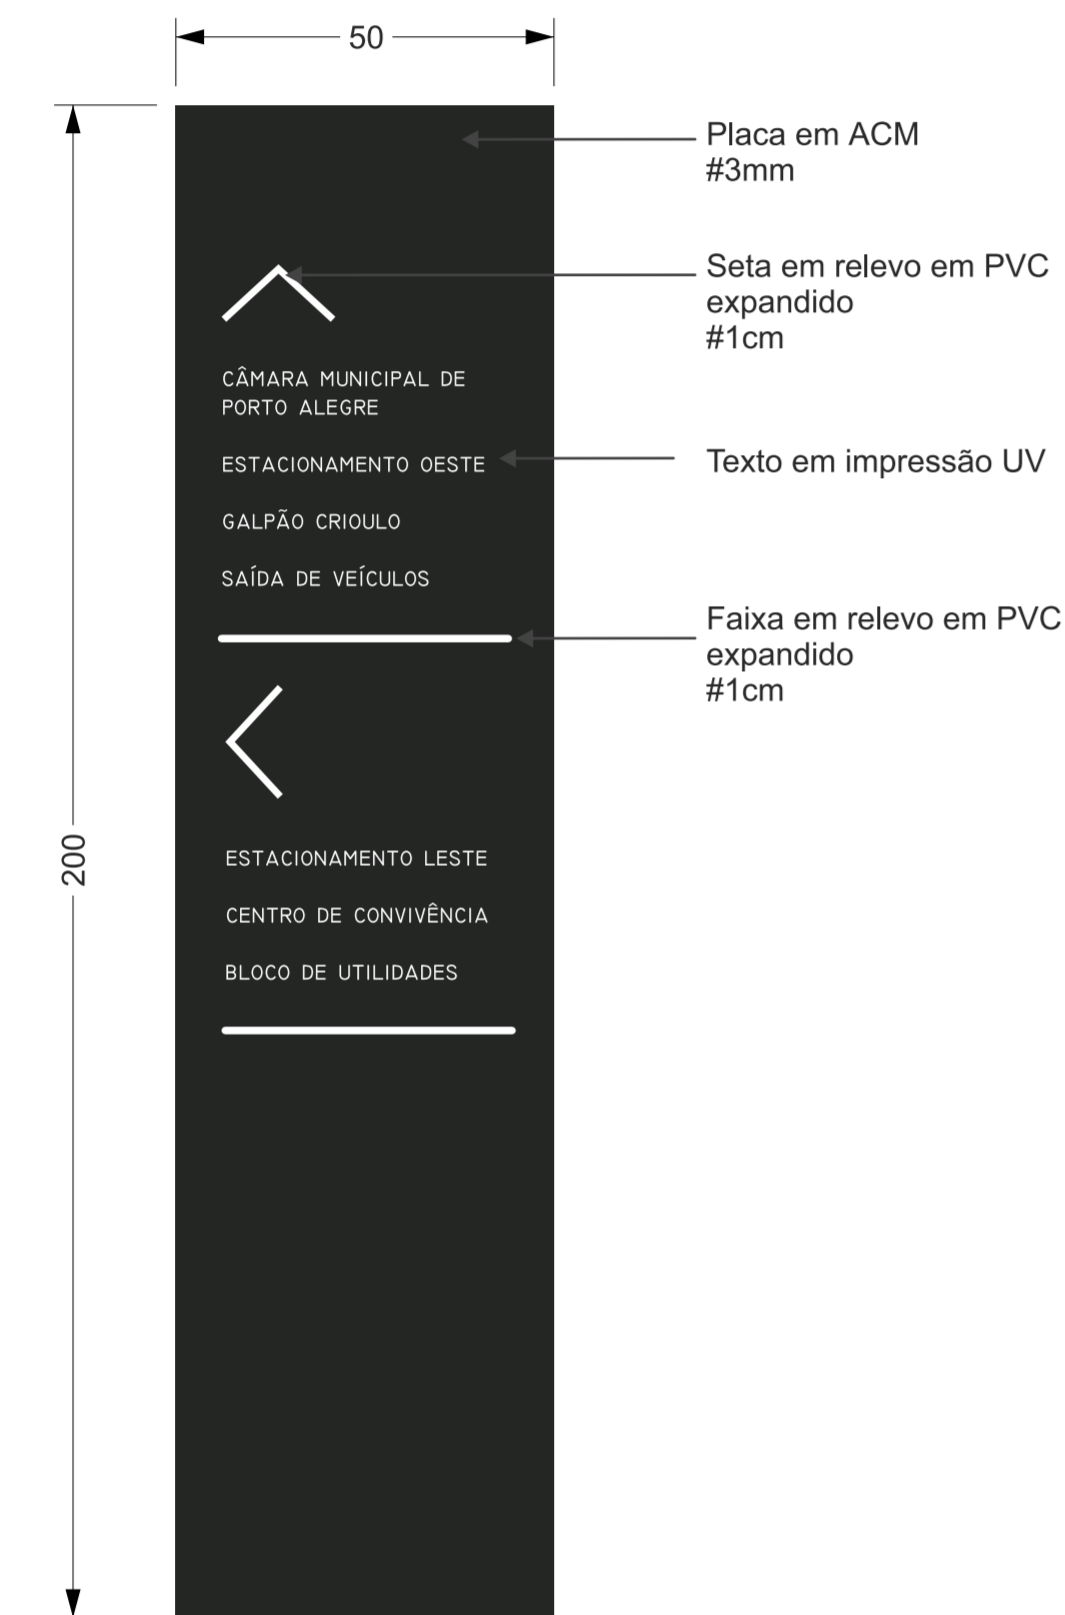 50
Placa em ACM
#3mm
Seta em relevo em PVC
expandido
#1cm
CÂMARA MUNICIPAL DE
PORTO ALEGRE
ESTACIONAMENTO OESTE
Texto em impressão UV
GALPÃO CRIOULO
SAÍDA DE VEÍCULOS
Faixa em relevo em PVC
expandido
#1cm
200
ESTACIONAMENTO LESTE
CENTRO DE CONVIVÊNCIA
BLOCO DE UTILIDADES